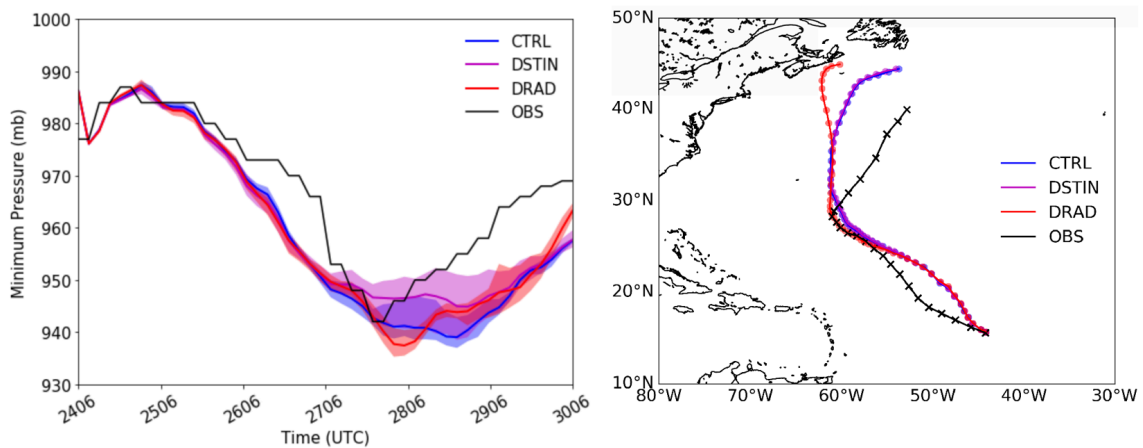 1000
990
980
970
960
950
940
930
Minimum Pressure (mb)
2406
2506
2606
2706
2806
2906
3006
Time (UTC)
CTRL
DSTIN
DRAD
OBS
50°N
40°N
30°N
20°N
10°N
80°W
70°W
60°W
50°W
40°W
30°W
CTRL
DSTIN
DRAD
OBS